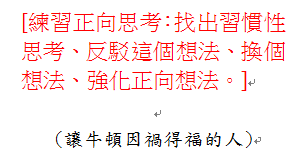 [練習正向思考:找出習慣性
思考、反駁這個想法、換個
想法、強化正向想法。]
(讓牛頓因禍得福的人)